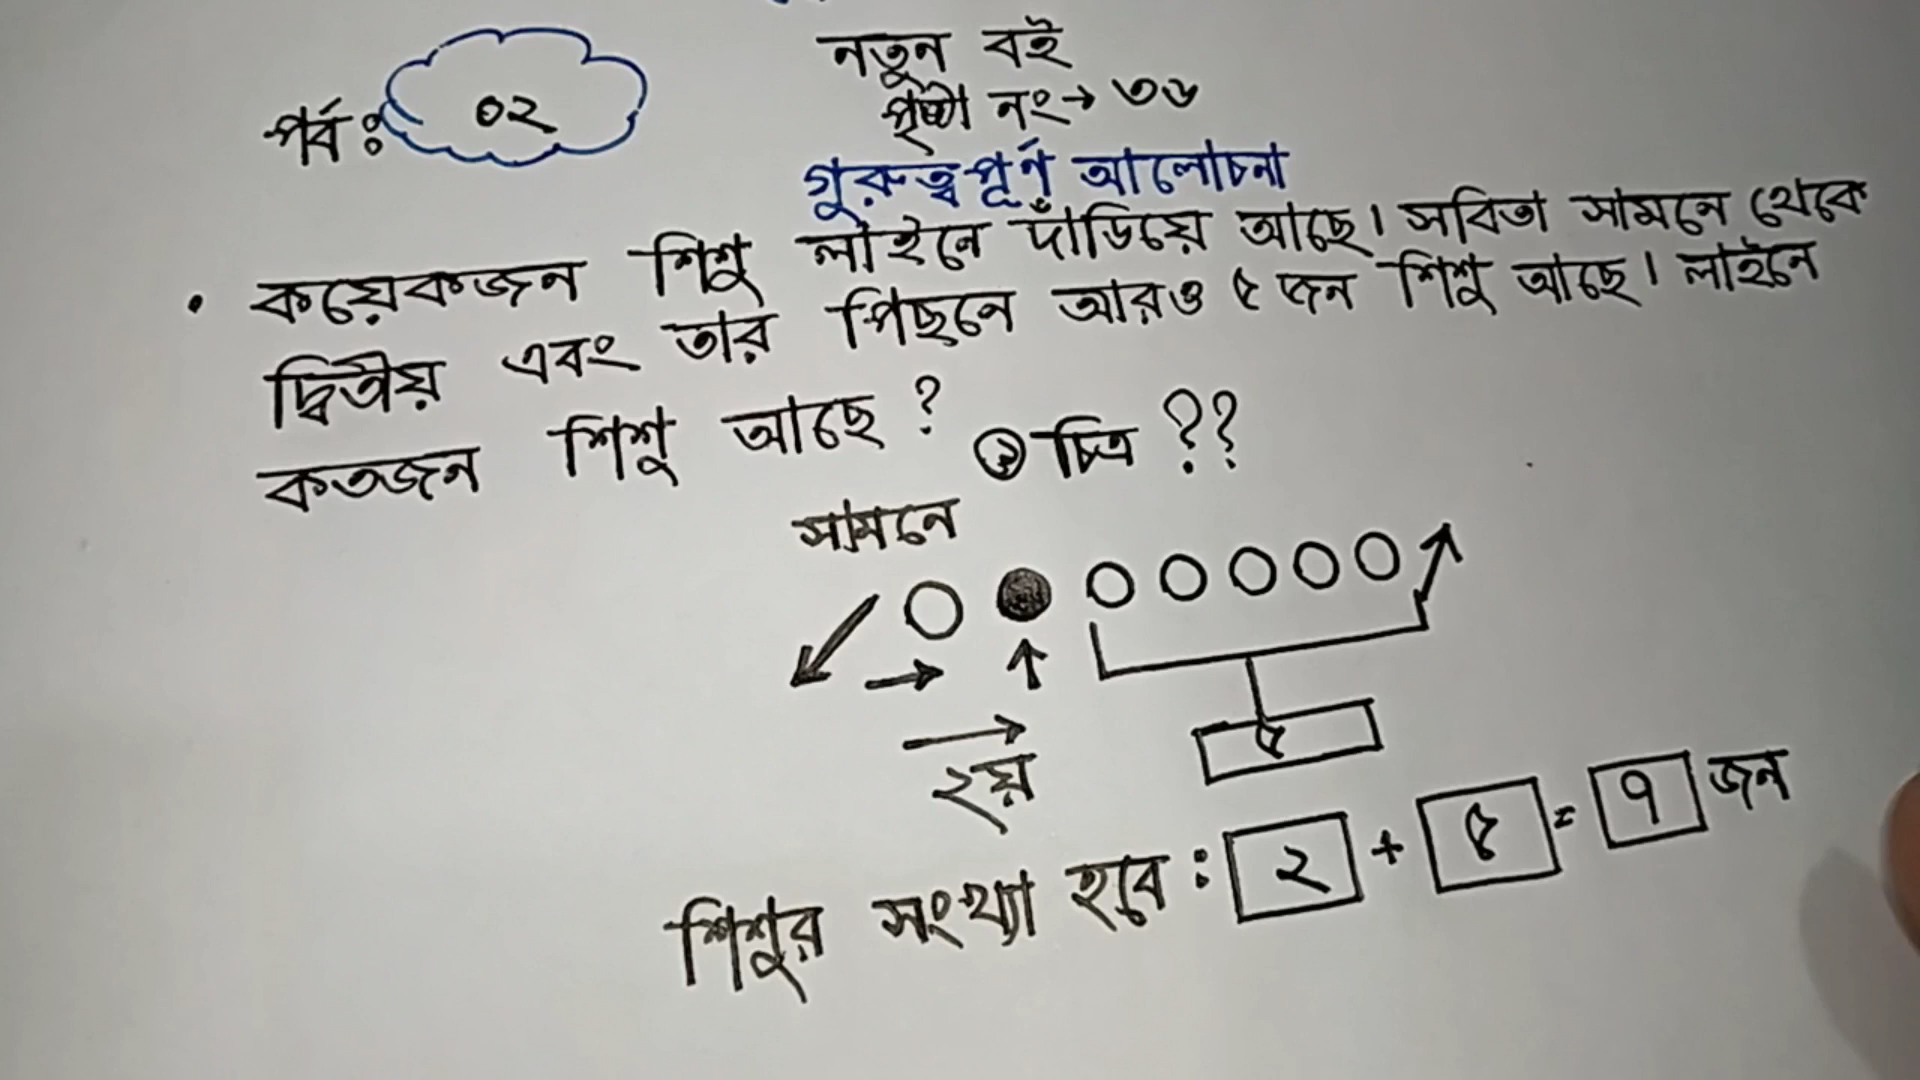 নতুন বই
পর্ব : ০২
পৃষ্ঠা নং → ৩৬
গুরুত্বপূর্ণ আলোচনা
• কয়েকজন শিশু লাইনে দাঁড়িয়ে আছে। সবিতা সামনে থেকে
দ্বিতীয় এবং তার পিছনে আরও ৫ জন শিশু আছে। লাইনে
কতজন শিশু আছে ?
চিত্র ??
সামনে
২য়
৫
শিশুর সংখ্যা হবে : ২ + ৫ = ৭ জন